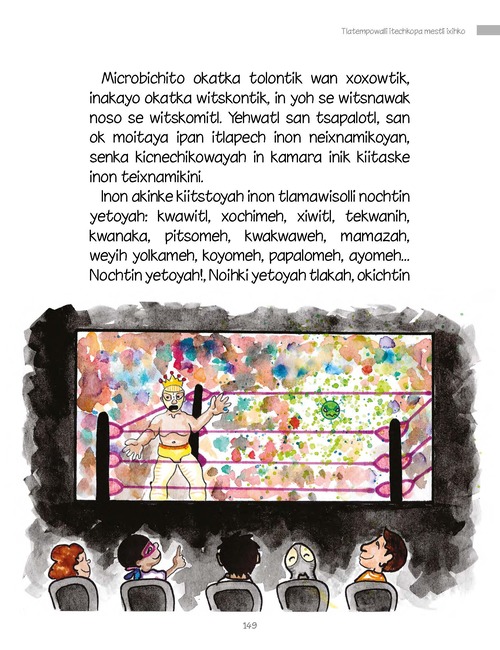 Tlatempowalli itechkopa mestli ixihko
Microbichito okatka tolontik wan xoxowtik,
inakayo okatka witskontik, in yoh se witsnawak
noso se witskomitl. Yehwatl san tsapalotl, san
ok moitaya ipan itlapech inon neixnamikoyan,
senka kicnechikowayah in kamara inik kiitaske
inon teixnamikini.
Inon akinke kiitstoyah inon tlamawisolli nochtin
yetoyah: kwawitl, xochimeh, xiwitl, tekwanih,
kwanaka, pitsomeh, kwakwaweh, mamazah,
weyih yolkameh, koyomeh, papalomeh, ayomeh...
Nochtin yetoyah!, Noihki yetoyah tlakah, okichtin
149